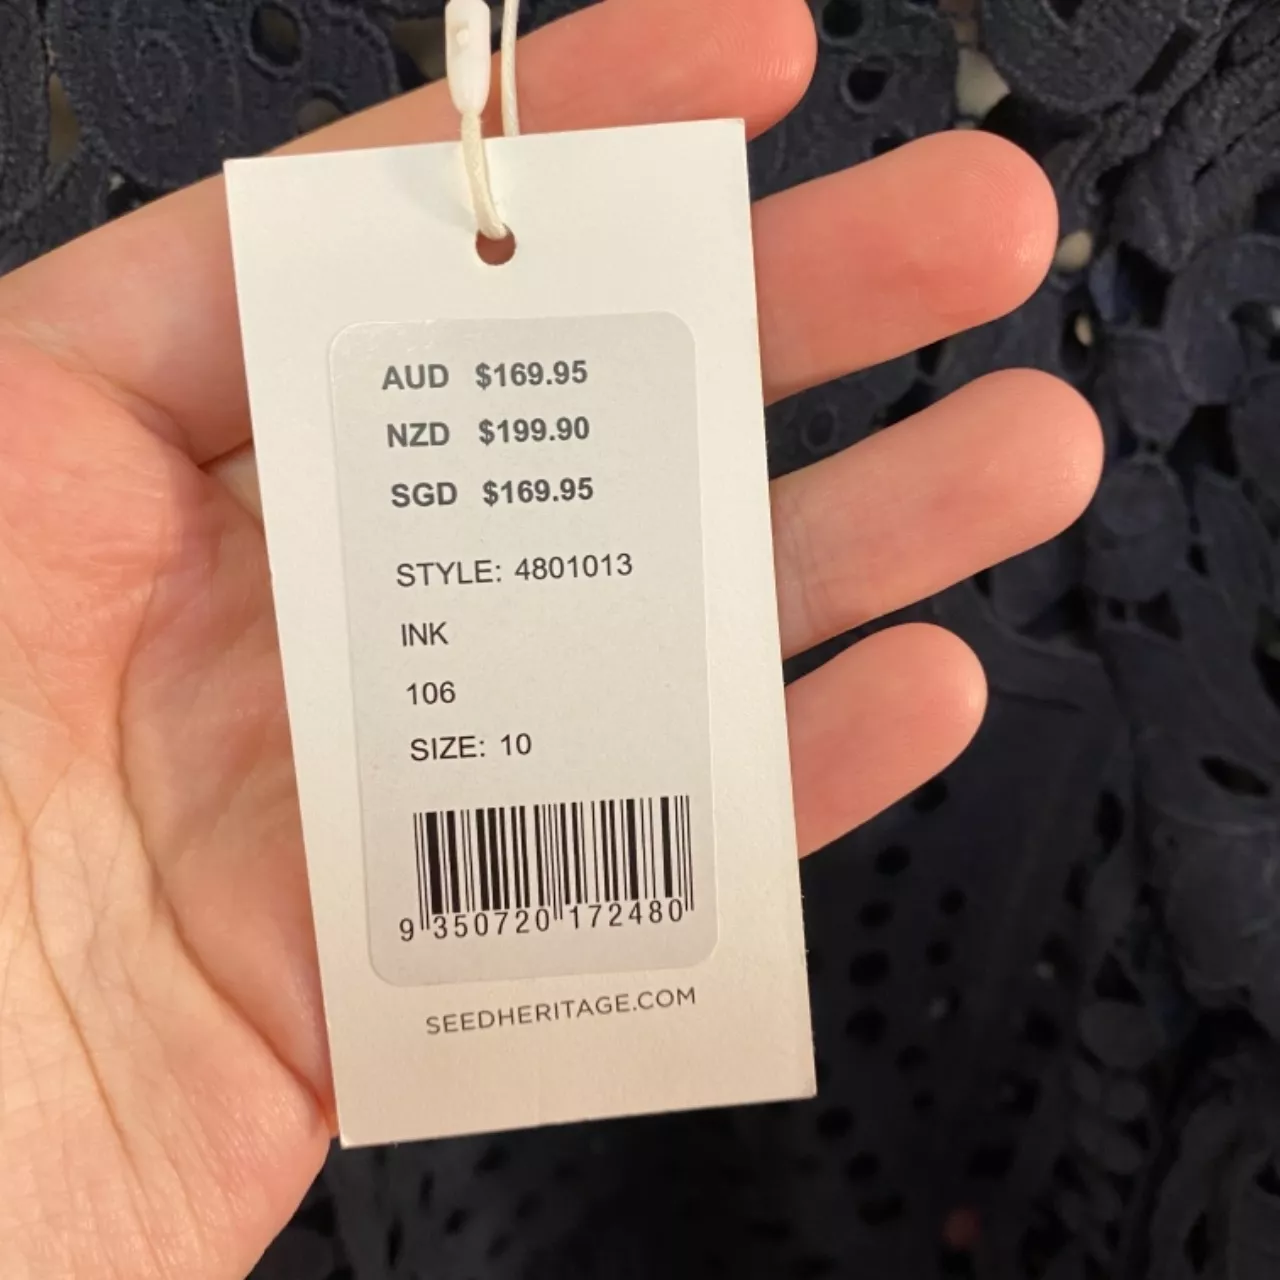 AUD $169.95
NZD $199.90
SGD $169.95
STYLE: 4801013
INK
106
SIZE: 10
9 350720 172480
SEEDHERITAGE.COM